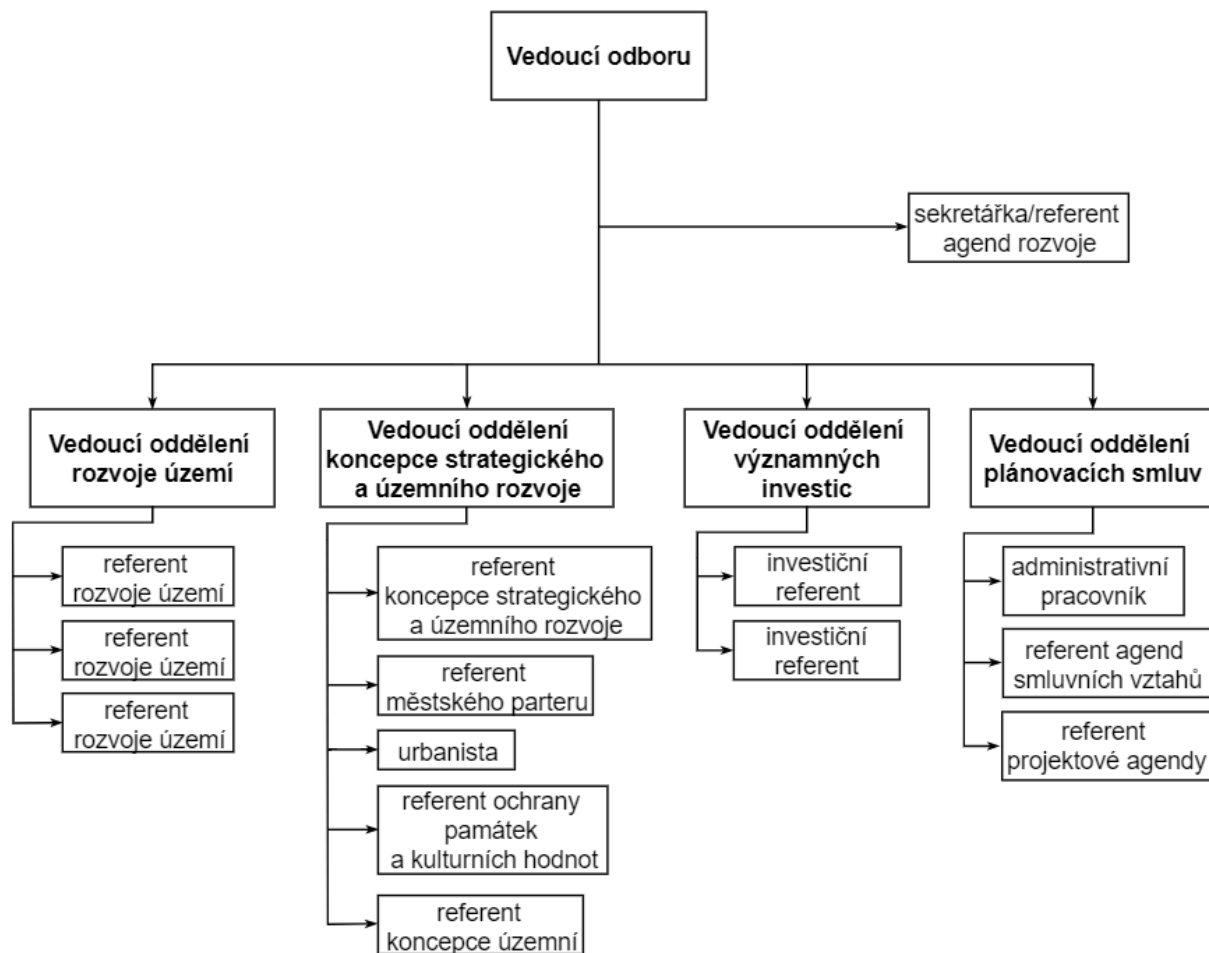 Vedoucí odboru
sekretářka/referent
agend rozvoje
Vedoucí oddělení
rozvoje území
referent
rozvoje území
referent
rozvoje území
referent
rozvoje území
Vedoucí oddělení
koncepce strategického
a územního rozvoje
referent
koncepce strategického
a územního rozvoje
referent
městského parteru
urbanista
referent ochrany
památek
a kulturních hodnot
referent
koncepce územní
Vedoucí oddělení
významných
investic
investiční
referent
investiční
referent
Vedoucí oddělení
plánovacích smluv
administrativní
pracovník
referent agend
smluvních vztahů
referent
projektové agendy